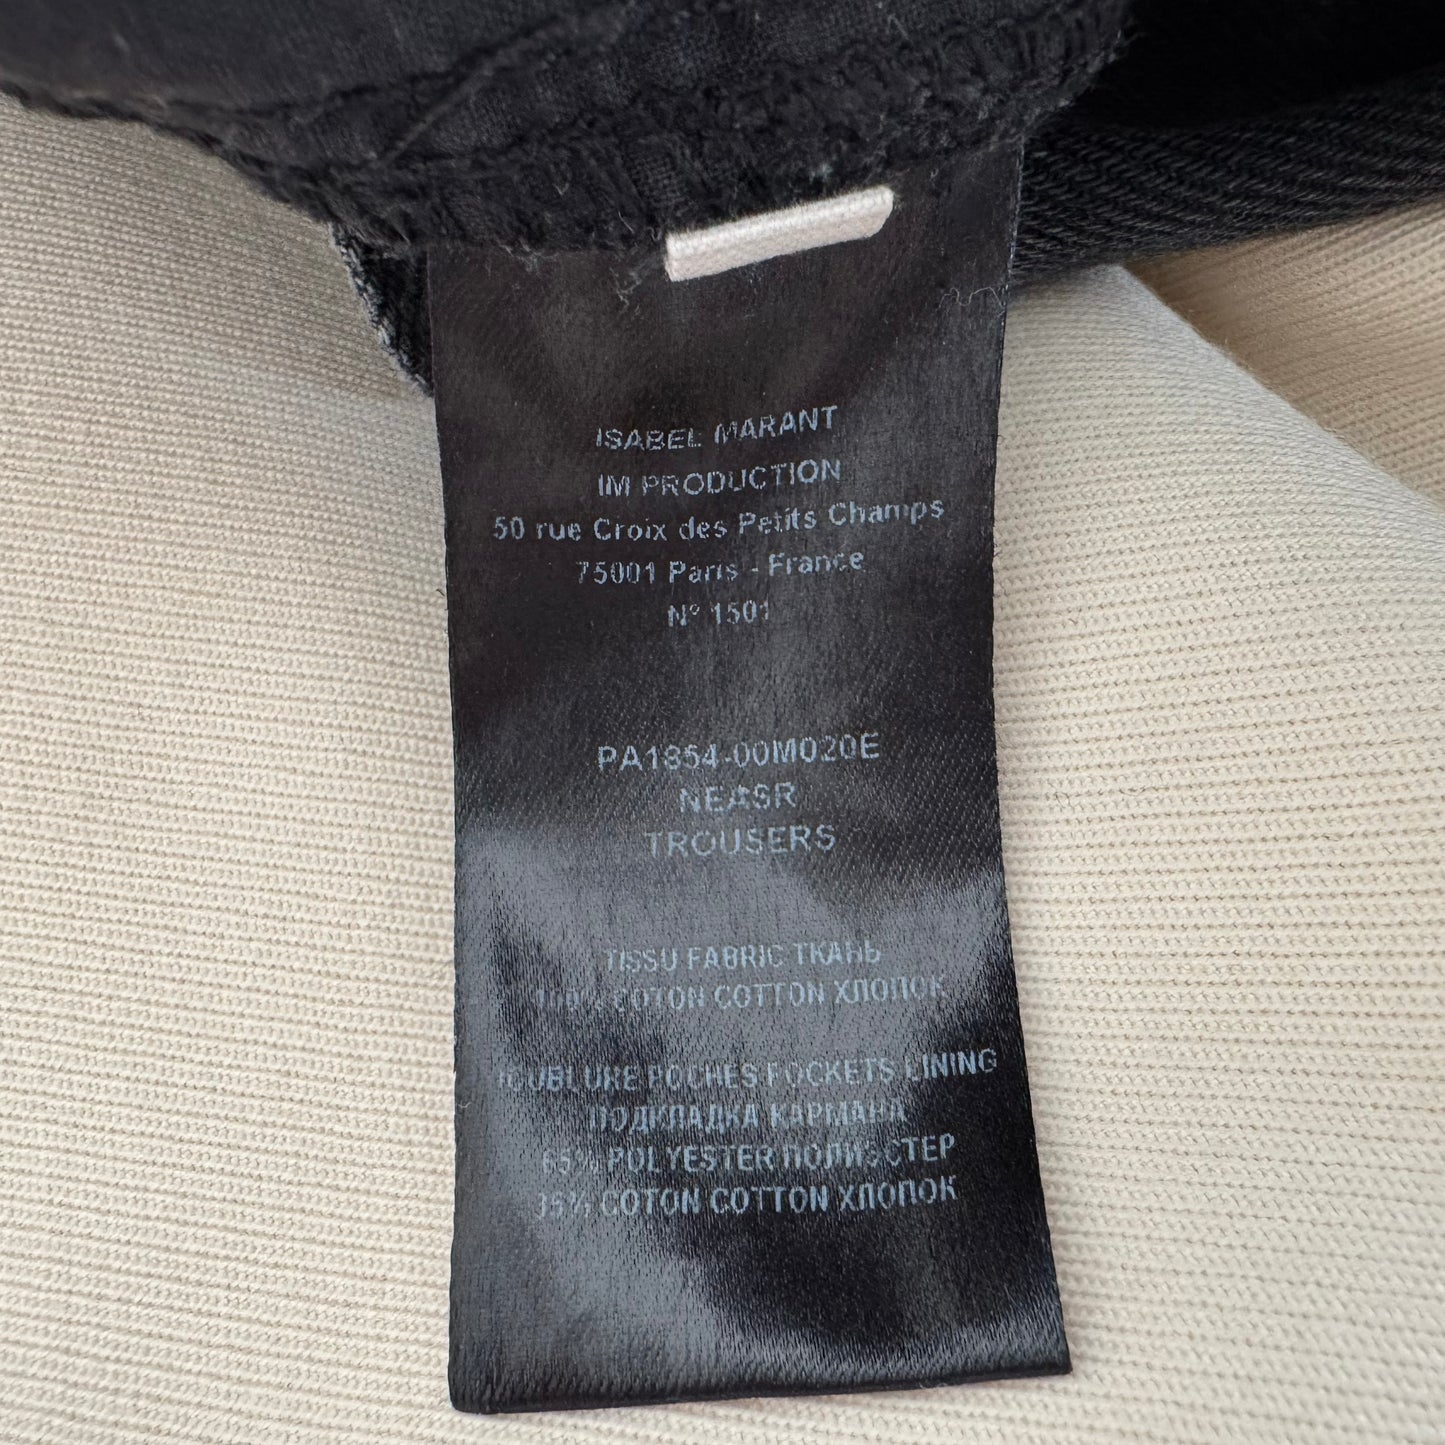 ISABEL MARANT
IM PRODUCTION
50 rue Croix des Petits Champs
75001 Paris - France
N° 1501
PA1854-00M020E
NEASR
TROUSERS
TISSU FABRIC ТКАНЬ
100% COTON COTTON ХЛОПОК
DOUBLURE POCHES POCKETS LINING
ПОДКЛАДКА КАРМАНА
65% POLYESTER ПОЛИЭСТЕР
35% COTON COTTON ХЛОПОК